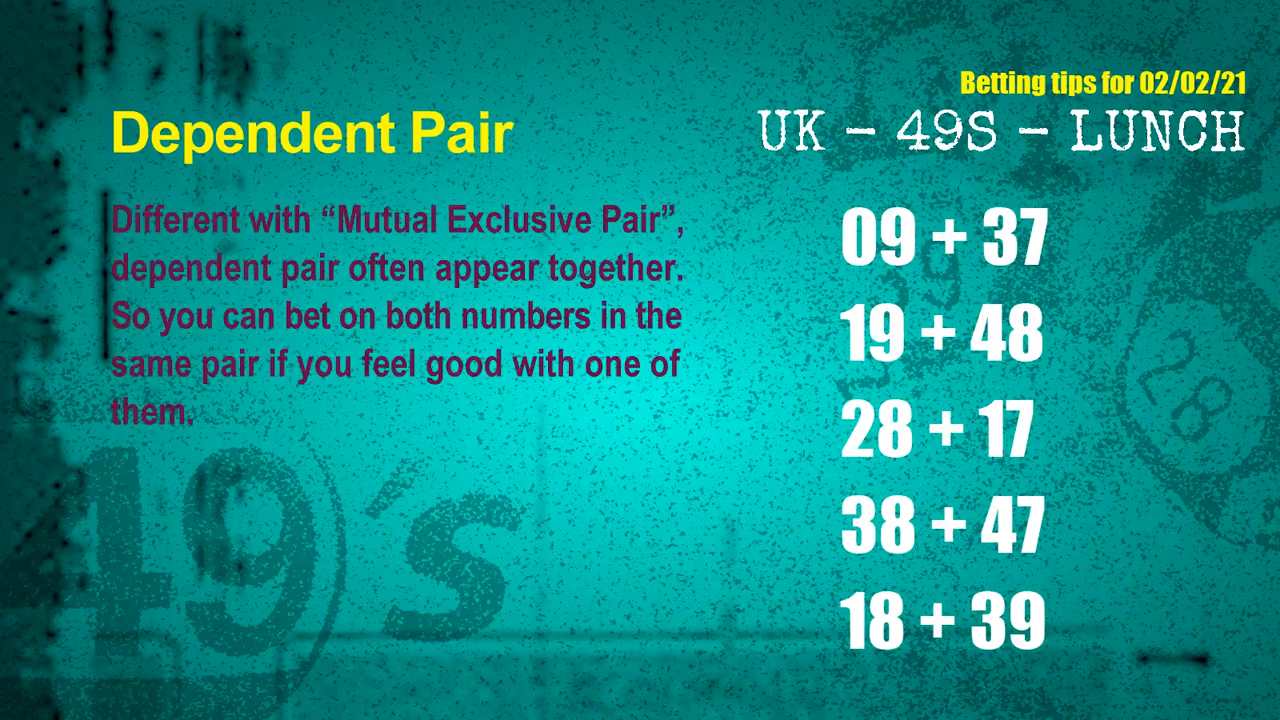 Betting tips for 02/02/21
UK - 49S - LUNCH
Dependent Pair
Different with “Mutual Exclusive Pair”,
dependent pair often appear together.
So you can bet on both numbers in the
same pair if you feel good with one of
them.
09 + 37
19 + 48
28 + 17
38 + 47
18 + 39
49's
39
28